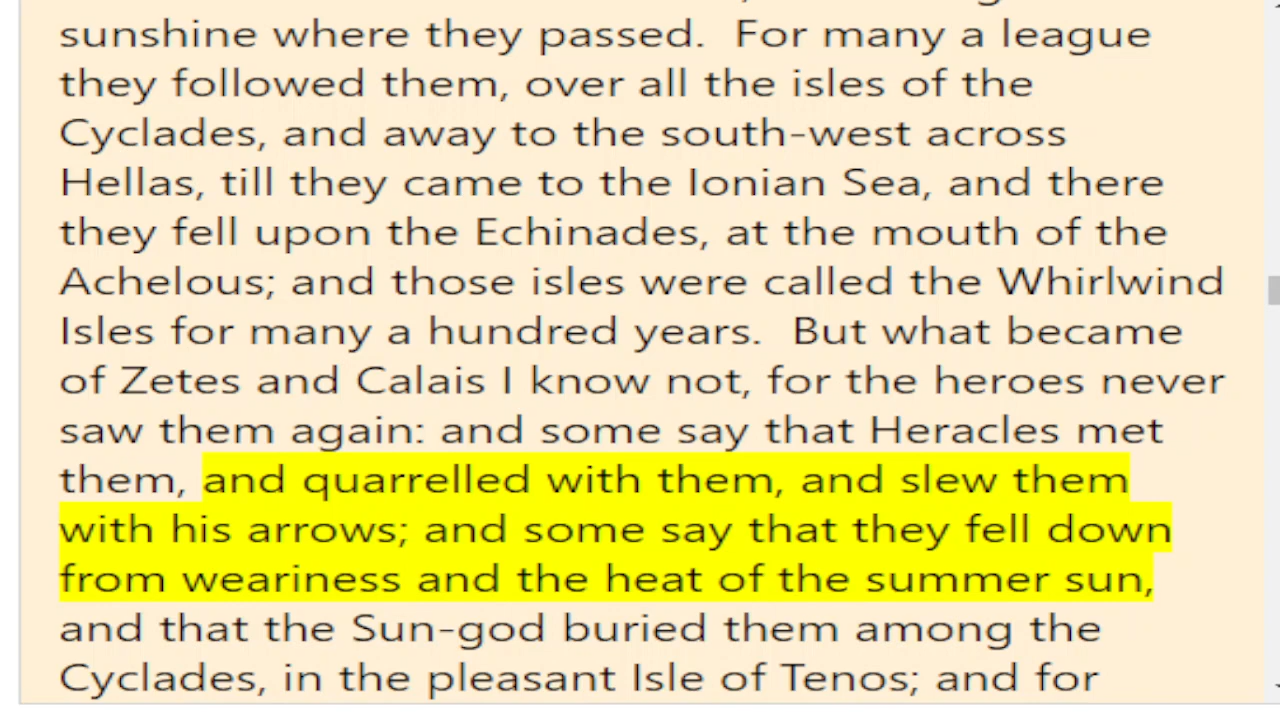 sunshine where they passed.  For many a league
they followed them, over all the isles of the
Cyclades, and away to the south-west across
Hellas, till they came to the Ionian Sea, and there
they fell upon the Echinades, at the mouth of the
Achelous; and those isles were called the Whirlwind
Isles for many a hundred years.  But what became
of Zetes and Calais I know not, for the heroes never
saw them again: and some say that Heracles met
them, and quarrelled with them, and slew them
with his arrows; and some say that they fell down
from weariness and the heat of the summer sun,
and that the Sun-god buried them among the
Cyclades, in the pleasant Isle of Tenos; and for